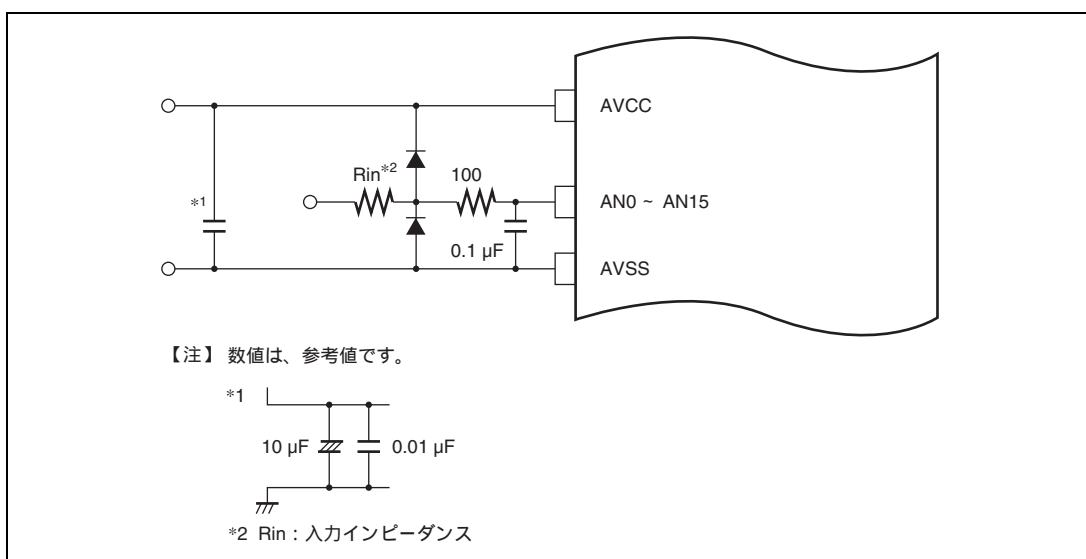 AVCC
Rin*2
100
*1
AN0 ~ AN15
0.1 µF
AVSS
【注】 数値は、参考値です。
*1
10 µF
0.01 µF
*2 Rin : 入力インピーダンス